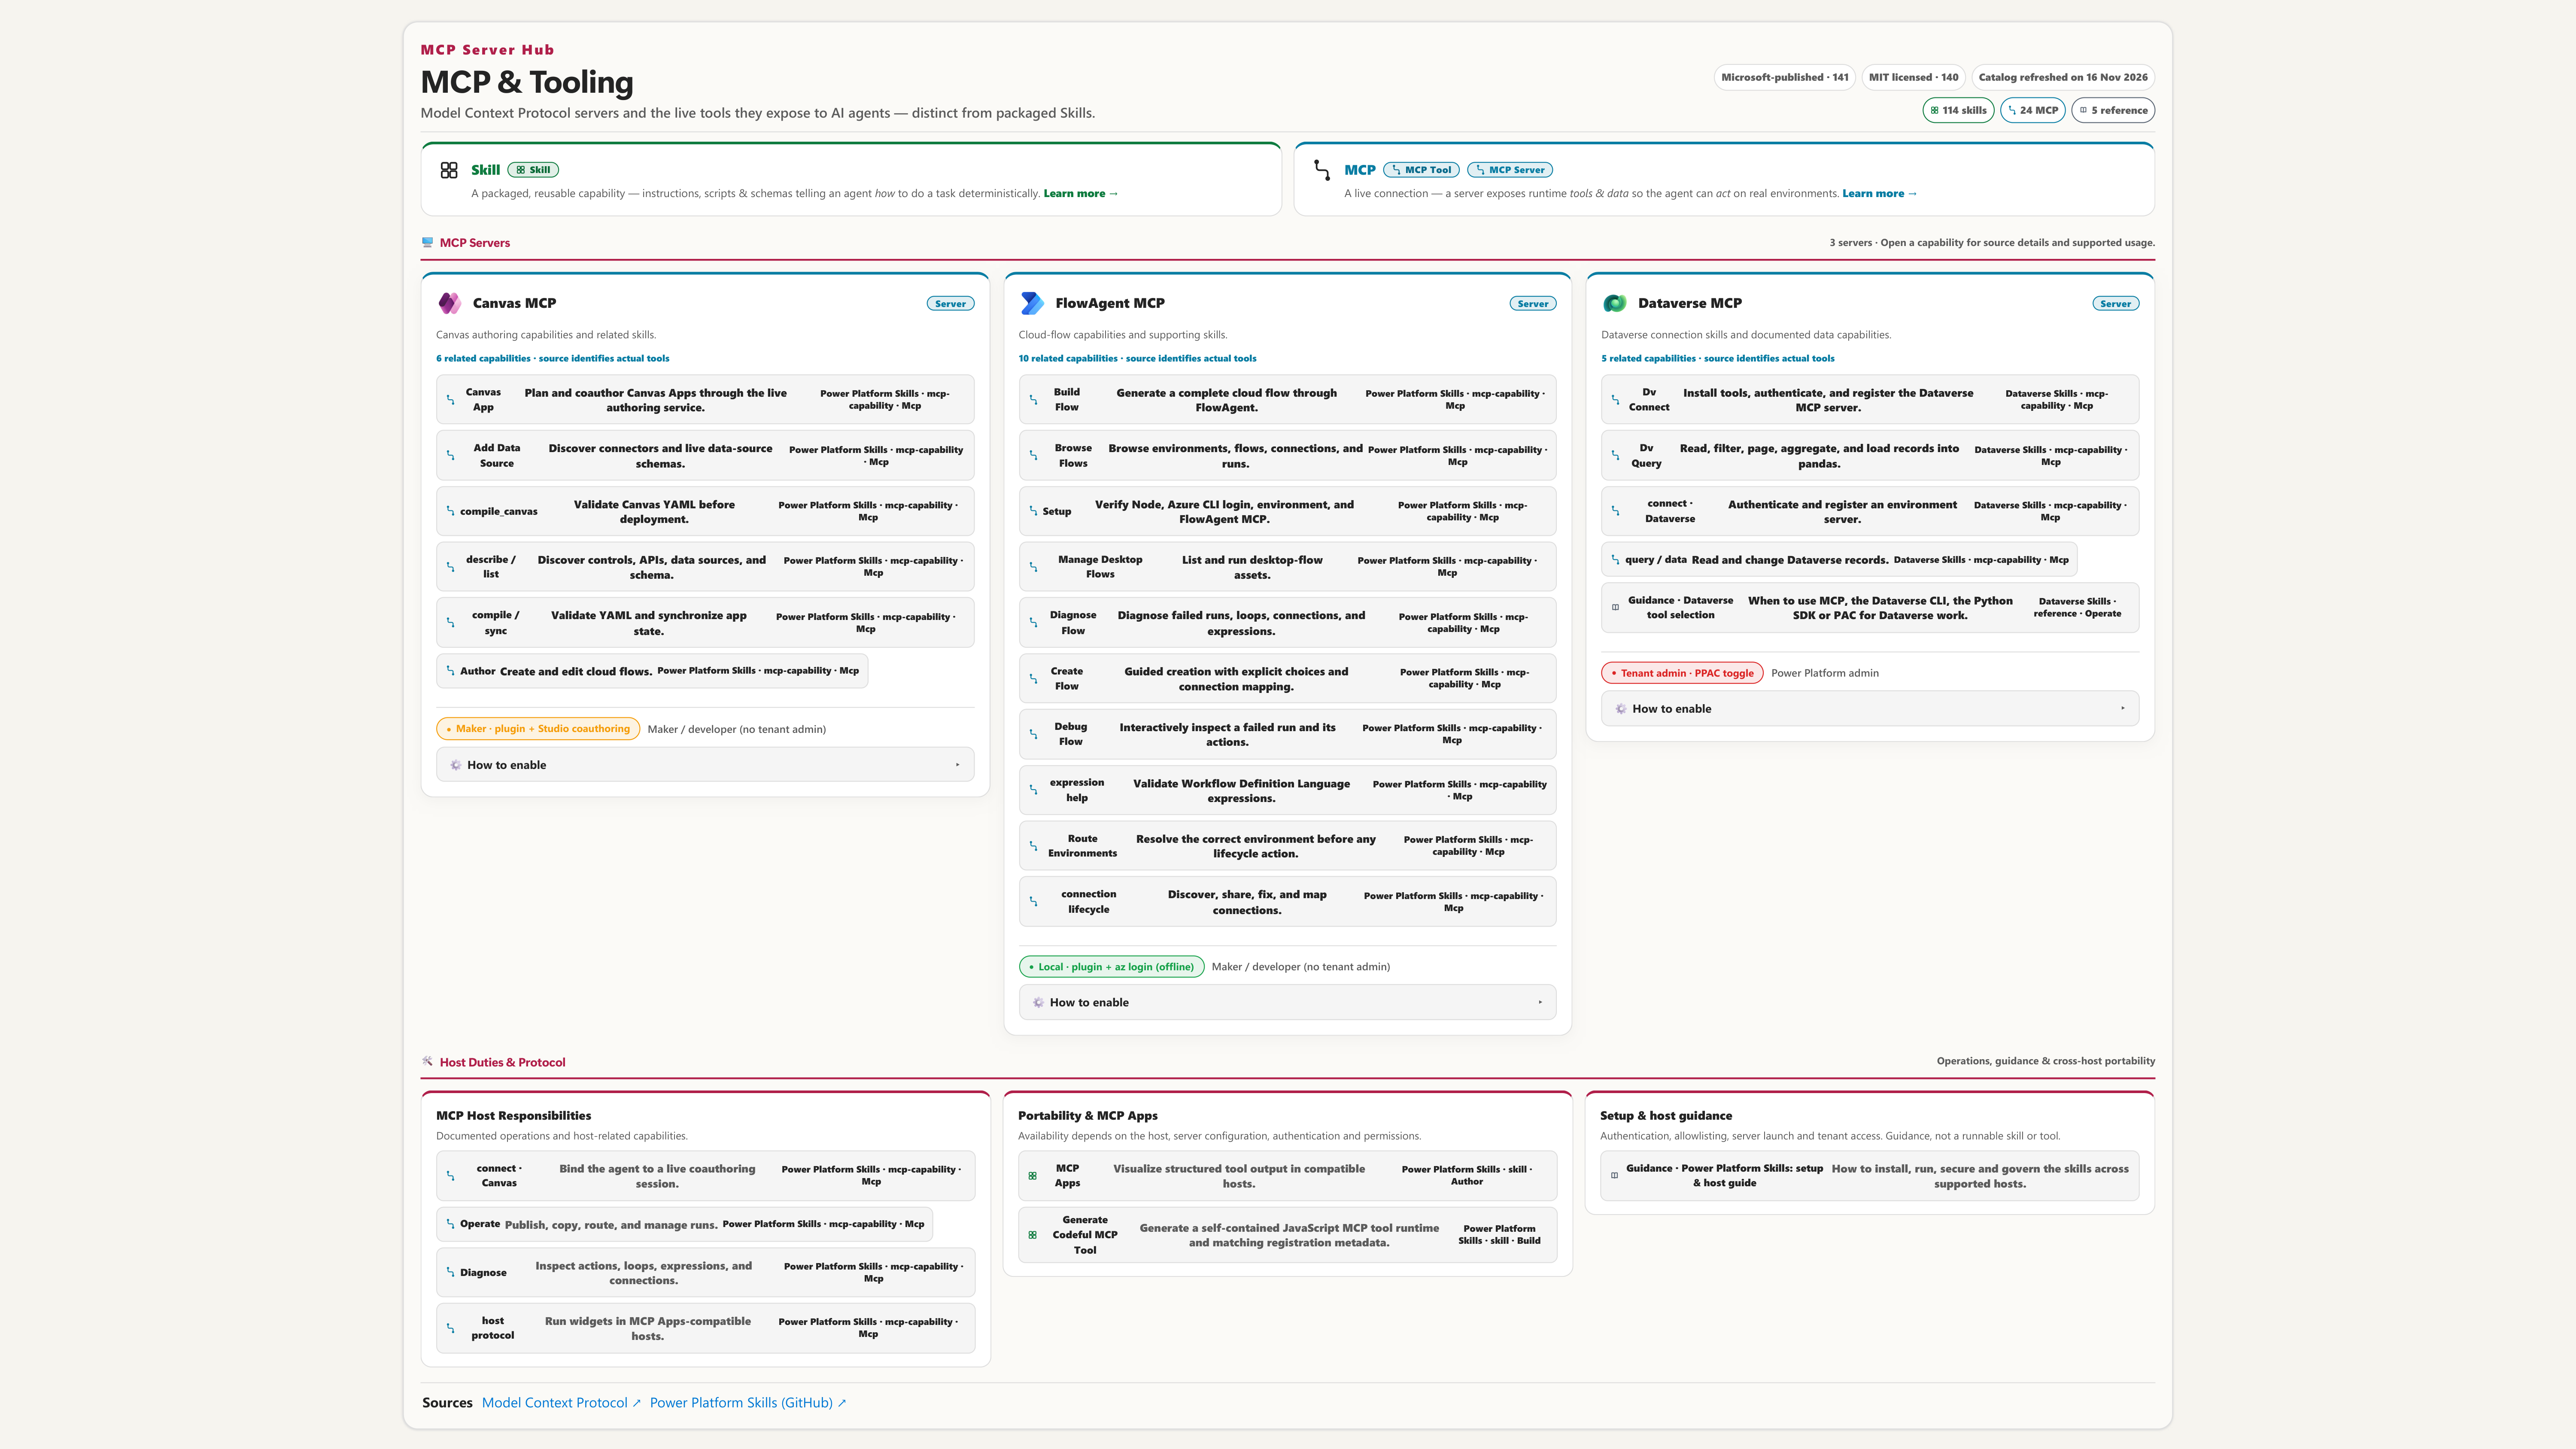 MCP Server Hub
MCP & Tooling
Model Context Protocol servers and the live tools they expose to AI agents — distinct from packaged Skills.
Microsoft-published · 141
MIT licensed · 140
Catalog refreshed on 16 Nov 2026
114 skills
24 MCP
5 reference
Skill
Skill
A packaged, reusable capability — instructions, scripts & schemas telling an agent how to do a task deterministically. Learn more →
MCP
MCP Tool
MCP Server
A live connection — a server exposes runtime tools & data so the agent can act on real environments. Learn more →
MCP Servers
3 servers · Open a capability for source details and supported usage.
Canvas MCP
Server
Canvas authoring capabilities and related skills.
6 related capabilities · source identifies actual tools
Canvas
App
Plan and coauthor Canvas Apps through the live
authoring service.
Power Platform Skills · mcp-
capability · Mcp
Add Data
Source
Discover connectors and live data-source
schemas.
Power Platform Skills · mcp-capability
· Mcp
compile_canvas
Validate Canvas YAML before
deployment.
Power Platform Skills · mcp-capability ·
Mcp
describe /
list
Discover controls, APIs, data sources, and
schema.
Power Platform Skills · mcp-capability ·
Mcp
compile /
sync
Validate YAML and synchronize app
state.
Power Platform Skills · mcp-capability ·
Mcp
Author Create and edit cloud flows. Power Platform Skills · mcp-capability · Mcp
• Maker · plugin + Studio coauthoring
Maker / developer (no tenant admin)
How to enable
FlowAgent MCP
Server
Cloud-flow capabilities and supporting skills.
10 related capabilities · source identifies actual tools
Build
Flow
Generate a complete cloud flow through
FlowAgent.
Power Platform Skills · mcp-capability ·
Mcp
Browse
Flows
Browse environments, flows, connections, and
runs.
Power Platform Skills · mcp-capability ·
Mcp
Setup
Verify Node, Azure CLI login, environment, and
FlowAgent MCP.
Power Platform Skills · mcp-
capability · Mcp
Manage Desktop
Flows
List and run desktop-flow
assets.
Power Platform Skills · mcp-capability ·
Mcp
Diagnose
Flow
Diagnose failed runs, loops, connections, and
expressions.
Power Platform Skills · mcp-
capability · Mcp
Create
Flow
Guided creation with explicit choices and
connection mapping.
Power Platform Skills · mcp-
capability · Mcp
Debug
Flow
Interactively inspect a failed run and its
actions.
Power Platform Skills · mcp-capability ·
Mcp
expression
help
Validate Workflow Definition Language
expressions.
Power Platform Skills · mcp-capability
· Mcp
Route
Environments
Resolve the correct environment before any
lifecycle action.
Power Platform Skills · mcp-
capability · Mcp
connection
lifecycle
Discover, share, fix, and map
connections.
Power Platform Skills · mcp-capability ·
Mcp
• Local · plugin + az login (offline)
Maker / developer (no tenant admin)
How to enable
Dataverse MCP
Server
Dataverse connection skills and documented data capabilities.
5 related capabilities · source identifies actual tools
Dv
Connect
Install tools, authenticate, and register the Dataverse
MCP server.
Dataverse Skills · mcp-
capability · Mcp
Dv
Query
Read, filter, page, aggregate, and load records into
pandas.
Dataverse Skills · mcp-capability ·
Mcp
connect ·
Dataverse
Authenticate and register an environment
server.
Dataverse Skills · mcp-capability ·
Mcp
query / data Read and change Dataverse records. Dataverse Skills · mcp-capability · Mcp
Guidance · Dataverse
tool selection
When to use MCP, the Dataverse CLI, the Python
SDK or PAC for Dataverse work.
Dataverse Skills ·
reference · Operate
• Tenant admin · PPAC toggle
Power Platform admin
How to enable
Host Duties & Protocol
Operations, guidance & cross-host portability
MCP Host Responsibilities
Documented operations and host-related capabilities.
connect ·
Canvas
Bind the agent to a live coauthoring
session.
Power Platform Skills · mcp-capability ·
Mcp
Operate Publish, copy, route, and manage runs. Power Platform Skills · mcp-capability · Mcp
Diagnose
Inspect actions, loops, expressions, and
connections.
Power Platform Skills · mcp-capability ·
Mcp
host
protocol
Run widgets in MCP Apps-compatible
hosts.
Power Platform Skills · mcp-capability ·
Mcp
Portability & MCP Apps
Availability depends on the host, server configuration, authentication and permissions.
MCP
Apps
Visualize structured tool output in compatible
hosts.
Power Platform Skills · skill ·
Author
Generate
Codeful MCP
Tool
Generate a self-contained JavaScript MCP tool runtime
and matching registration metadata.
Power Platform
Skills · skill · Build
Setup & host guidance
Authentication, allowlisting, server launch and tenant access. Guidance, not a runnable skill or tool.
Guidance · Power Platform Skills: setup
& host guide
How to install, run, secure and govern the skills across
supported hosts.
Sources Model Context Protocol ↗ Power Platform Skills (GitHub) ↗